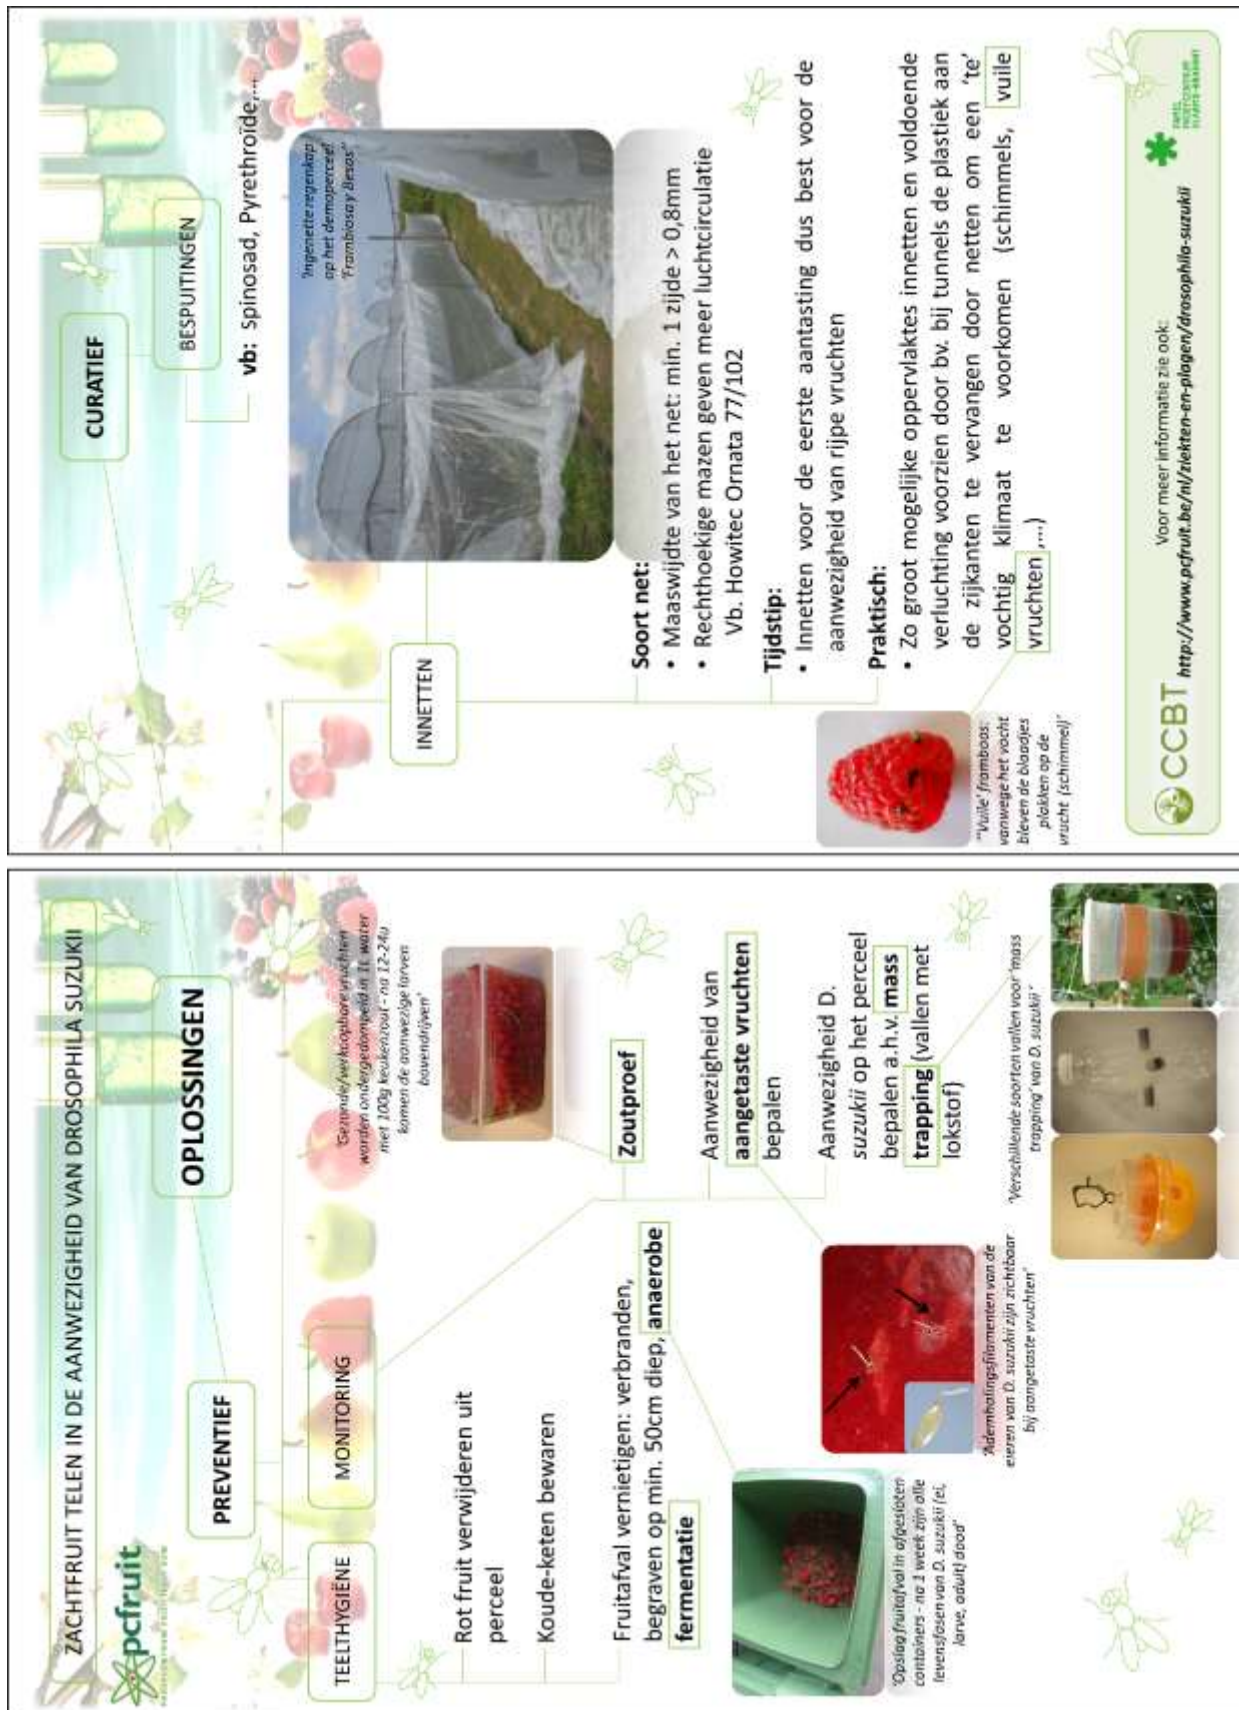 ZACHTFRUIT TELEN IN DE AANWEZIGHEID VAN DROSOPHILA SUZUKII
pcfruit
OPLOSSINGEN
PREVENTIEF
TEELTHYGIËNE
MONITORING
Rot fruit verwijderen uit
perceel
Koude-keten bewaren
Fruitafval vernietigen: verbranden,
begraven op min. 50cm diep, anaerobe
fermentatie
'Opslag fruitafval in afgesloten
containers - na 1 week zijn alle
levensfasen van D. suzukii (ei,
larve, adult) dood'
'Gezonde/verkoopbare vruchten
worden ondergedompeld in 1L water
met 100g keukenzout - na 12-24u
komen de aanwezige larven
bovendrijven'
Zoutproef
Aanwezigheid van
aangetaste vruchten
bepalen
Aanwezigheid D.
suzukii op het perceel
bepalen a.h.v. mass
trapping (vallen met
lokstof)
'Ademhalingsfilamenten van de
eieren van D. suzukii zijn zichtbaar
bij aangetaste vruchten'
'Verschillende soorten vallen voor 'mass
trapping' van D. suzukii'
CURATIEF
BESPUITINGEN
vb: Spinosad, Pyrethroïde,...
INNETTEN
'Ingenette regenkap
op het demoperceel
'Frambiosa y Besos''
Soort net:
• Maaswijdte van het net: min. 1 zijde > 0,8mm
• Rechthoekige mazen geven meer luchtcirculatie
Vb. Howitec Ornata 77/102
Tijdstip:
• Innetten voor de eerste aantasting dus best voor de
aanwezigheid van rijpe vruchten
Praktisch:
• Zo groot mogelijke oppervlaktes innetten en voldoende
verluchting voorzien door bv. bij tunnels de plastiek aan
de zijkanten te vervangen door netten om een 'te'
vochtig klimaat te voorkomen (schimmels, vuile
vruchten ,...)
''Vuile' framboos:
vanwege het vocht
bleven de blaadjes
plakken op de
vrucht (schimmel)'
CCBT
Voor meer informatie zie ook:
http://www.pcfruit.be/nl/ziekten-en-plagen/drosophila-suzukii